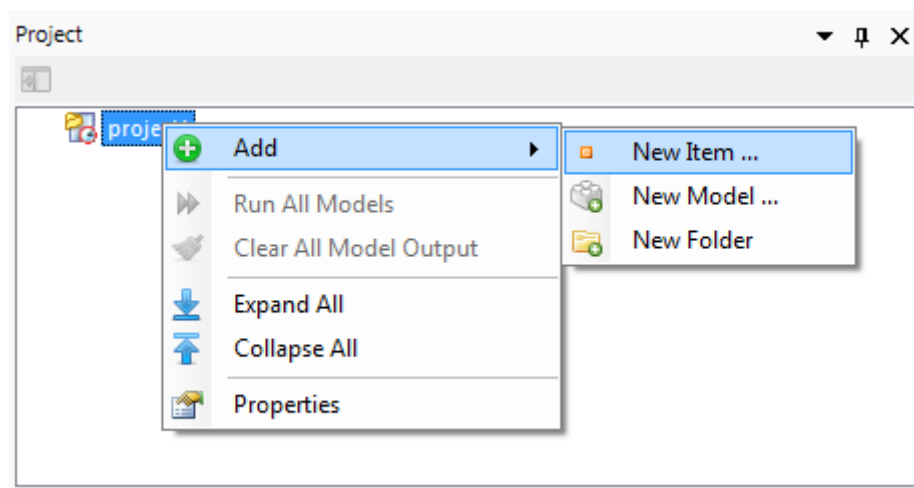 Project
Add
New Item ...
Run All Models
New Model ...
Clear All Model Output
New Folder
Expand All
Collapse All
Properties